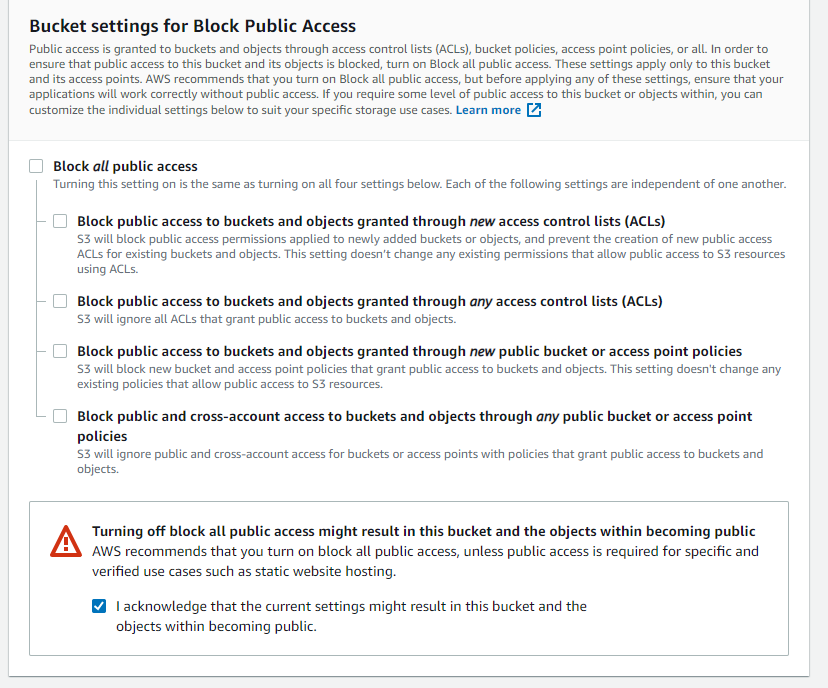 Bucket settings for Block Public Access
Public access is granted to buckets and objects through access control lists (ACLs), bucket policies, access point policies, or all. In order to
ensure that public access to this bucket and its objects is blocked, turn on Block all public access. These settings apply only to this bucket
and its access points. AWS recommends that you turn on Block all public access, but before applying any of these settings, ensure that your
applications will work correctly without public access. If you require some level of public access to this bucket or objects within, you can
customize the individual settings below to suit your specific storage use cases. Learn more
Block all public access
Turning this setting on is the same as turning on all four settings below. Each of the following settings are independent of one another.
Block public access to buckets and objects granted through new access control lists (ACLs)
S3 will block public access permissions applied to newly added buckets or objects, and prevent the creation of new public access
ACLs for existing buckets and objects. This setting doesn't change any existing permissions that allow public access to S3 resources
using ACLs.
Block public access to buckets and objects granted through any access control lists (ACLs)
S3 will ignore all ACLs that grant public access to buckets and objects.
Block public access to buckets and objects granted through new public bucket or access point policies
S3 will block new bucket and access point policies that grant public access to buckets and objects. This setting doesn't change any
existing policies that allow public access to S3 resources.
Block public and cross-account access to buckets and objects through any public bucket or access point
policies
S3 will ignore public and cross-account access for buckets or access points with policies that grant public access to buckets and
objects.
Turning off block all public access might result in this bucket and the objects within becoming public
AWS recommends that you turn on block all public access, unless public access is required for specific and
verified use cases such as static website hosting.
I acknowledge that the current settings might result in this bucket and the
objects within becoming public.